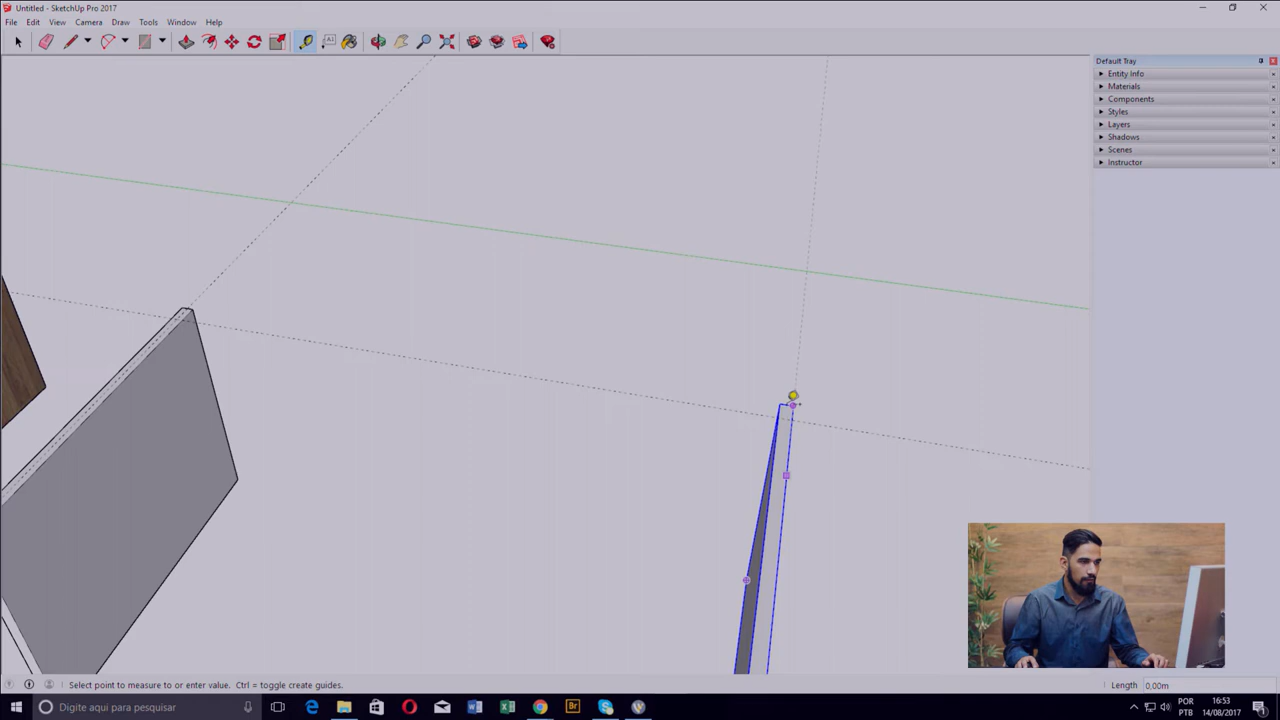 Untitled - SketchUp Pro 2017
File Edit View Camera Draw Tools Window Help
Default Tray
Entity Info
Materials
Components
Styles
Layers
Shadows
Scenes
Instructor
Select point to measure to or enter value. Ctrl = toggle create guides.
Length 0,00m
Digite aqui para pesquisar
Br
POR
PTB
16:53
14/08/2017